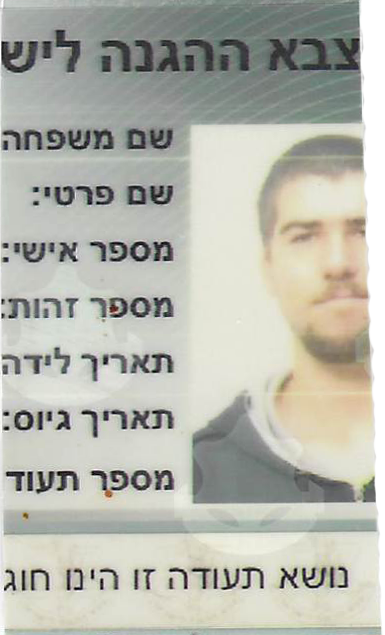 צבא ההגנה ליש
שם משפחה
שם פרטי:
מספר אישי:
מספר זהות:
תאריך לידה
תאריך גיוס:
מספר תעוד
נושא תעודה זו הינו חוג